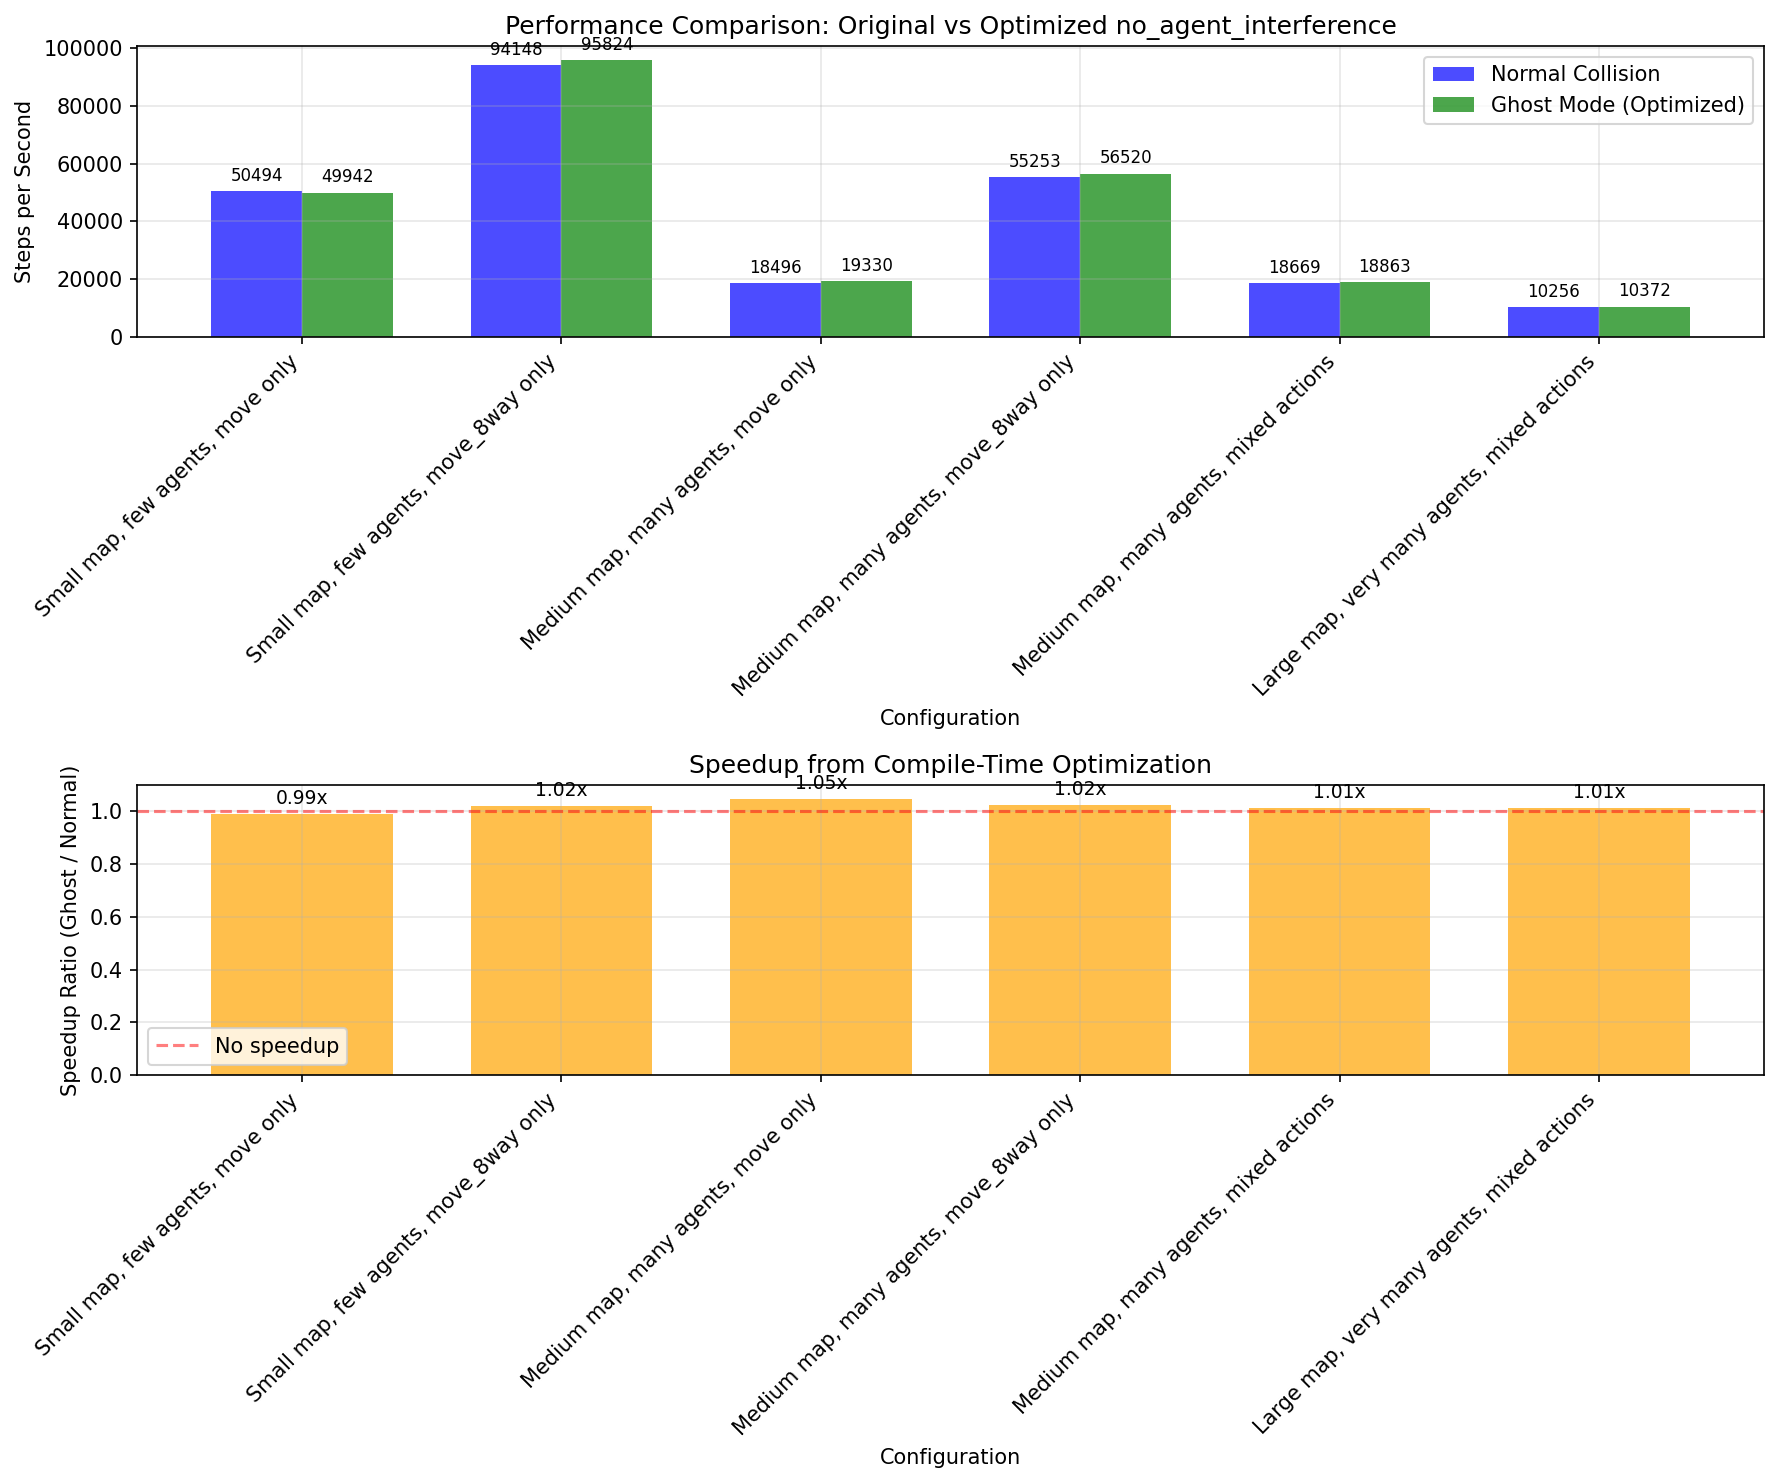 Performance Comparison: Original vs Optimized no_agent_interference
Steps per Second
100000
80000
60000
40000
20000
0
Normal Collision
Ghost Mode (Optimized)
50494
49942
94148
95824
18496
19330
55253
56520
18669
18863
10256
10372
Small map, few agents, move only
Small map, few agents, move_8way only
Medium map, many agents, move only
Medium map, many agents, move_8way only
Medium map, many agents, mixed actions
Large map, very many agents, mixed actions
Configuration
Speedup from Compile-Time Optimization
Speedup Ratio (Ghost / Normal)
1.0
0.8
0.6
0.4
0.2
0.0
0.99x
1.02x
1.05x
1.02x
1.01x
1.01x
No speedup
Small map, few agents, move only
Small map, few agents, move_8way only
Medium map, many agents, move only
Medium map, many agents, move_8way only
Medium map, many agents, mixed actions
Large map, very many agents, mixed actions
Configuration